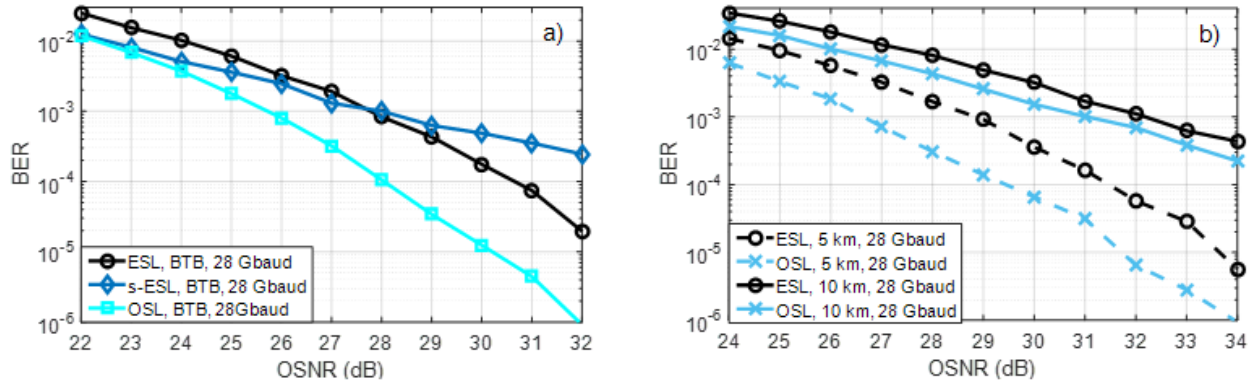 a)
10^-2
10^-3
10^-4
10^-5
10^-6
BER
ESL, BTB, 28 Gbaud
s-ESL, BTB, 28 Gbaud
OSL, BTB, 28Gbaud
22 23 24 25 26 27 28 29 30 31 32
OSNR (dB)
b)
10^-2
10^-3
10^-4
10^-5
10^-6
BER
ESL, 5 km, 28 Gbaud
OSL, 5 km, 28 Gbaud
ESL, 10 km, 28 Gbaud
OSL, 10 km, 28 Gbaud
24 25 26 27 28 29 30 31 32 33 34
OSNR (dB)